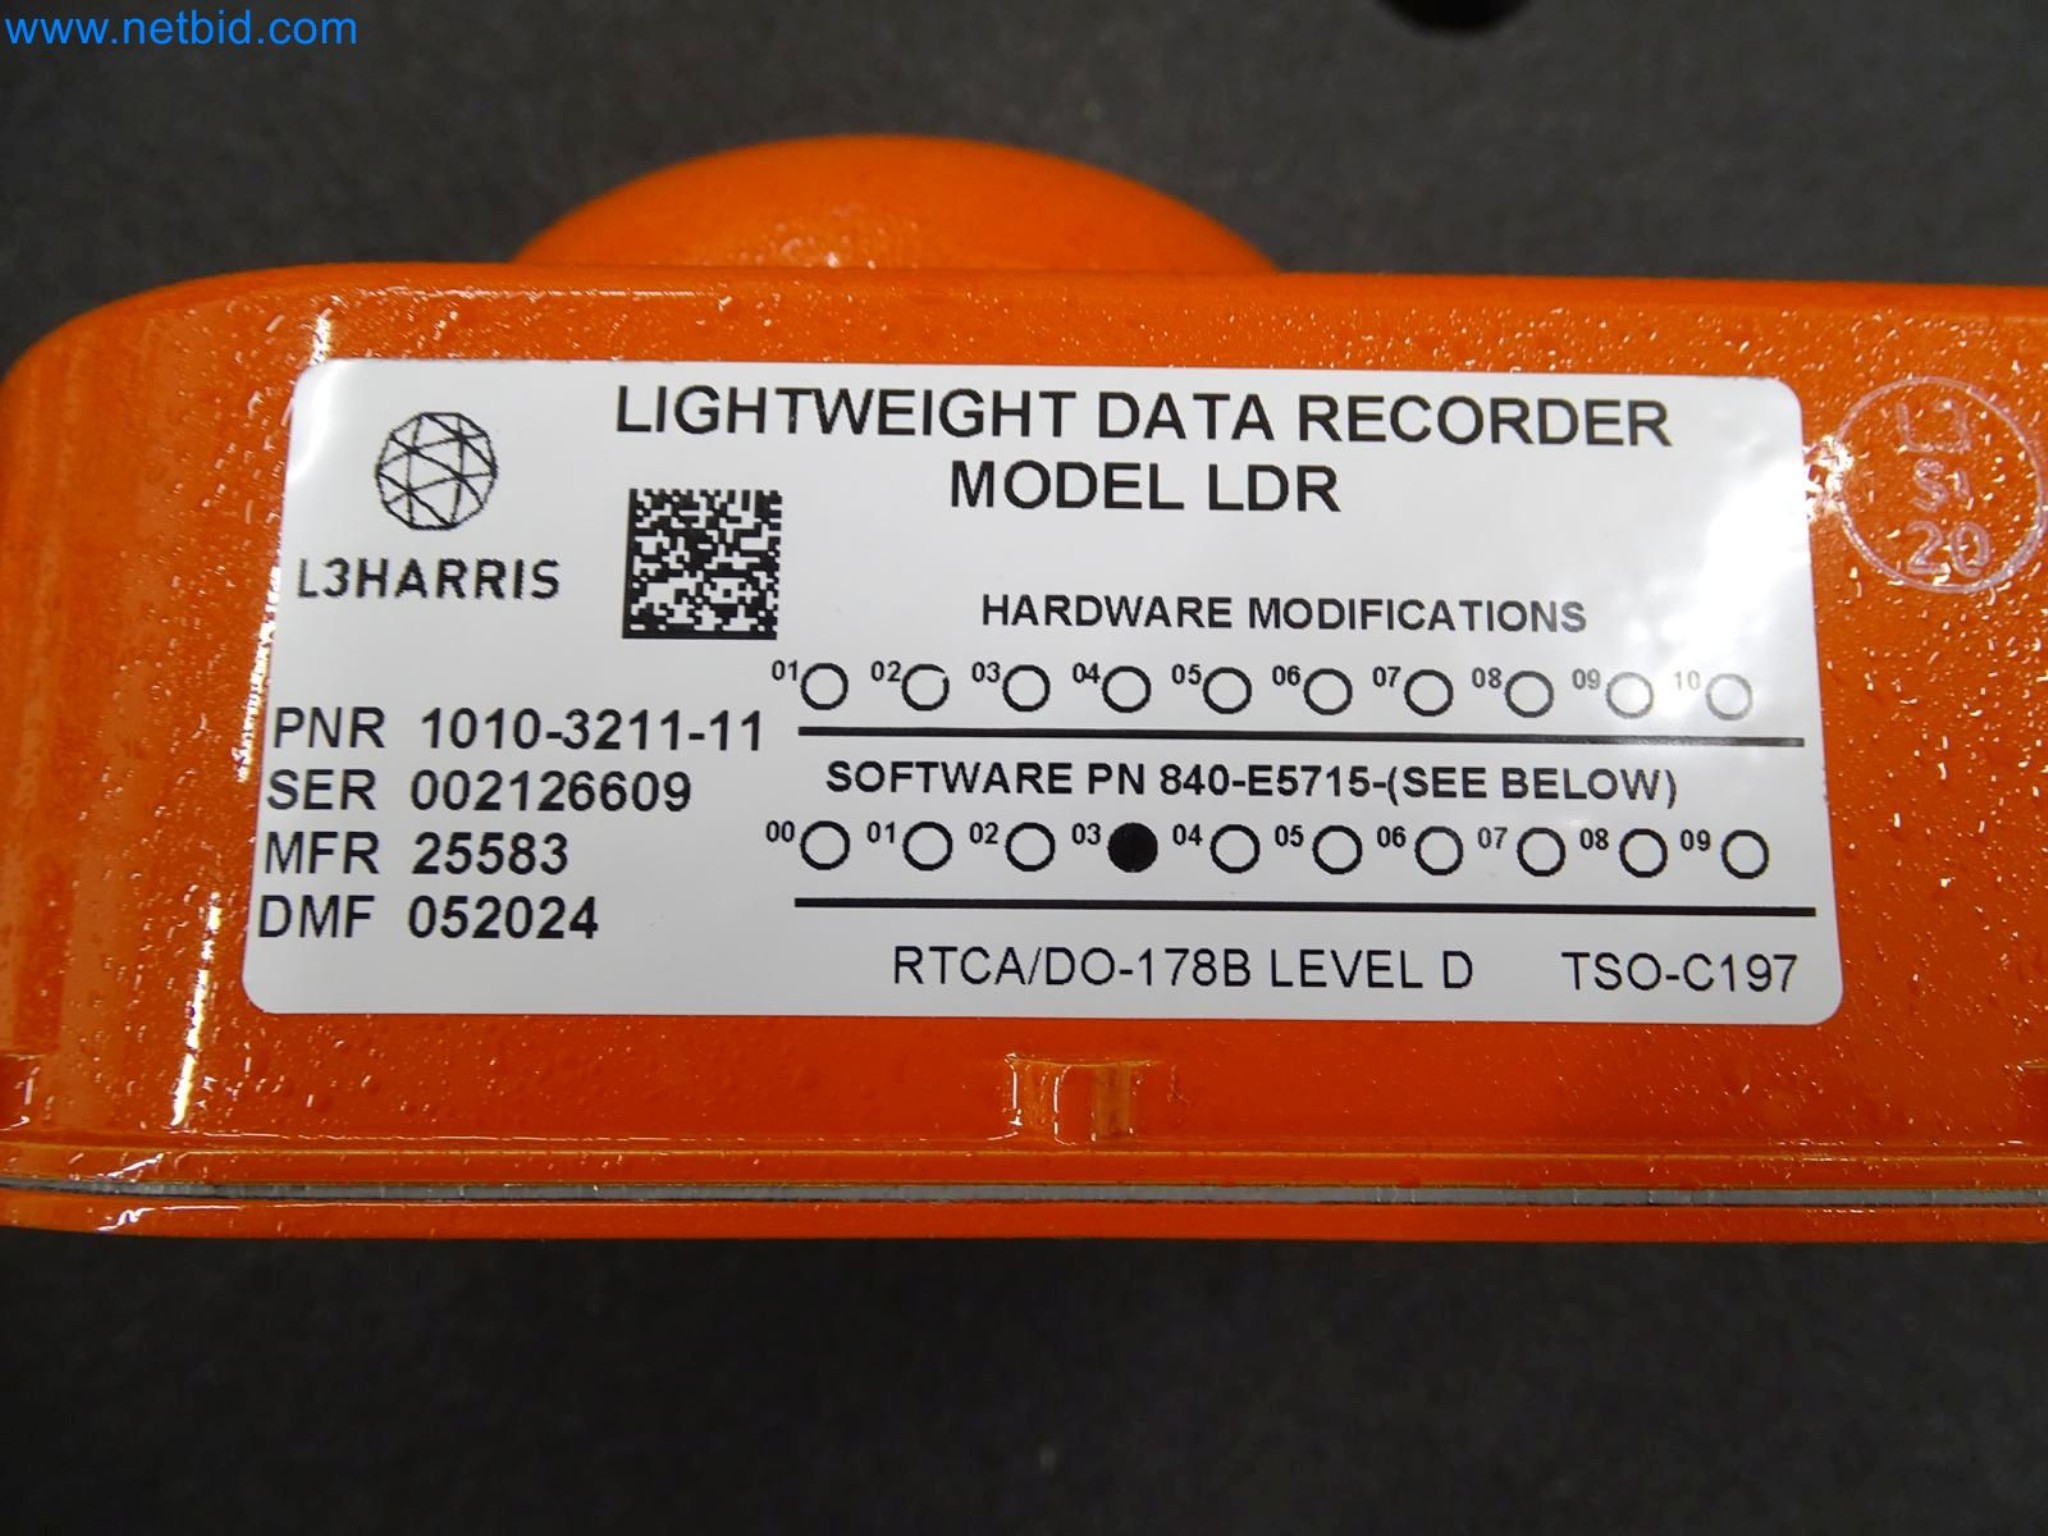 www.netbid.com
LIGHTWEIGHT DATA RECORDER
MODEL LDR
L3HARRIS
HARDWARE MODIFICATIONS
01 02 03 04 05 06 07 08 09 10
PNR 1010-3211-11
SER 002126609
MFR 25583
DMF 052024
SOFTWARE PN 840-E5715-(SEE BELOW)
00 01 02 03 04 05 06 07 08 09
RTCA/DO-178B LEVEL D TSO-C197
L3
20